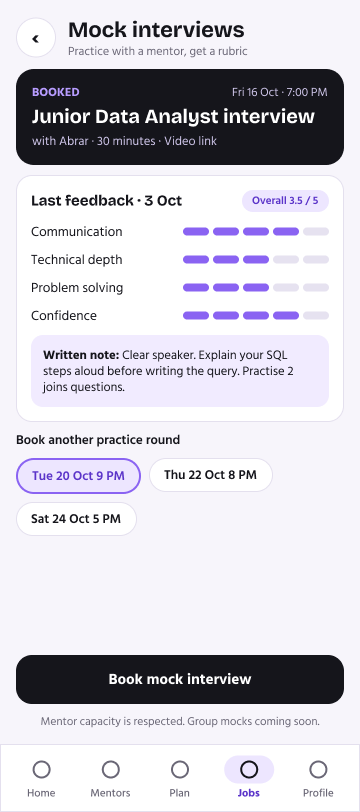 Mock interviews
Practice with a mentor, get a rubric
BOOKED
Fri 16 Oct · 7:00 PM
Junior Data Analyst interview
with Abrar · 30 minutes · Video link
Last feedback · 3 Oct
Overall 3.5 / 5
Communication
Technical depth
Problem solving
Confidence
Written note: Clear speaker. Explain your SQL
steps aloud before writing the query. Practise 2
joins questions.
Book another practice round
Tue 20 Oct 9 PM
Thu 22 Oct 8 PM
Sat 24 Oct 5 PM
Book mock interview
Mentor capacity is respected. Group mocks coming soon.
Home
Mentors
Plan
Jobs
Profile